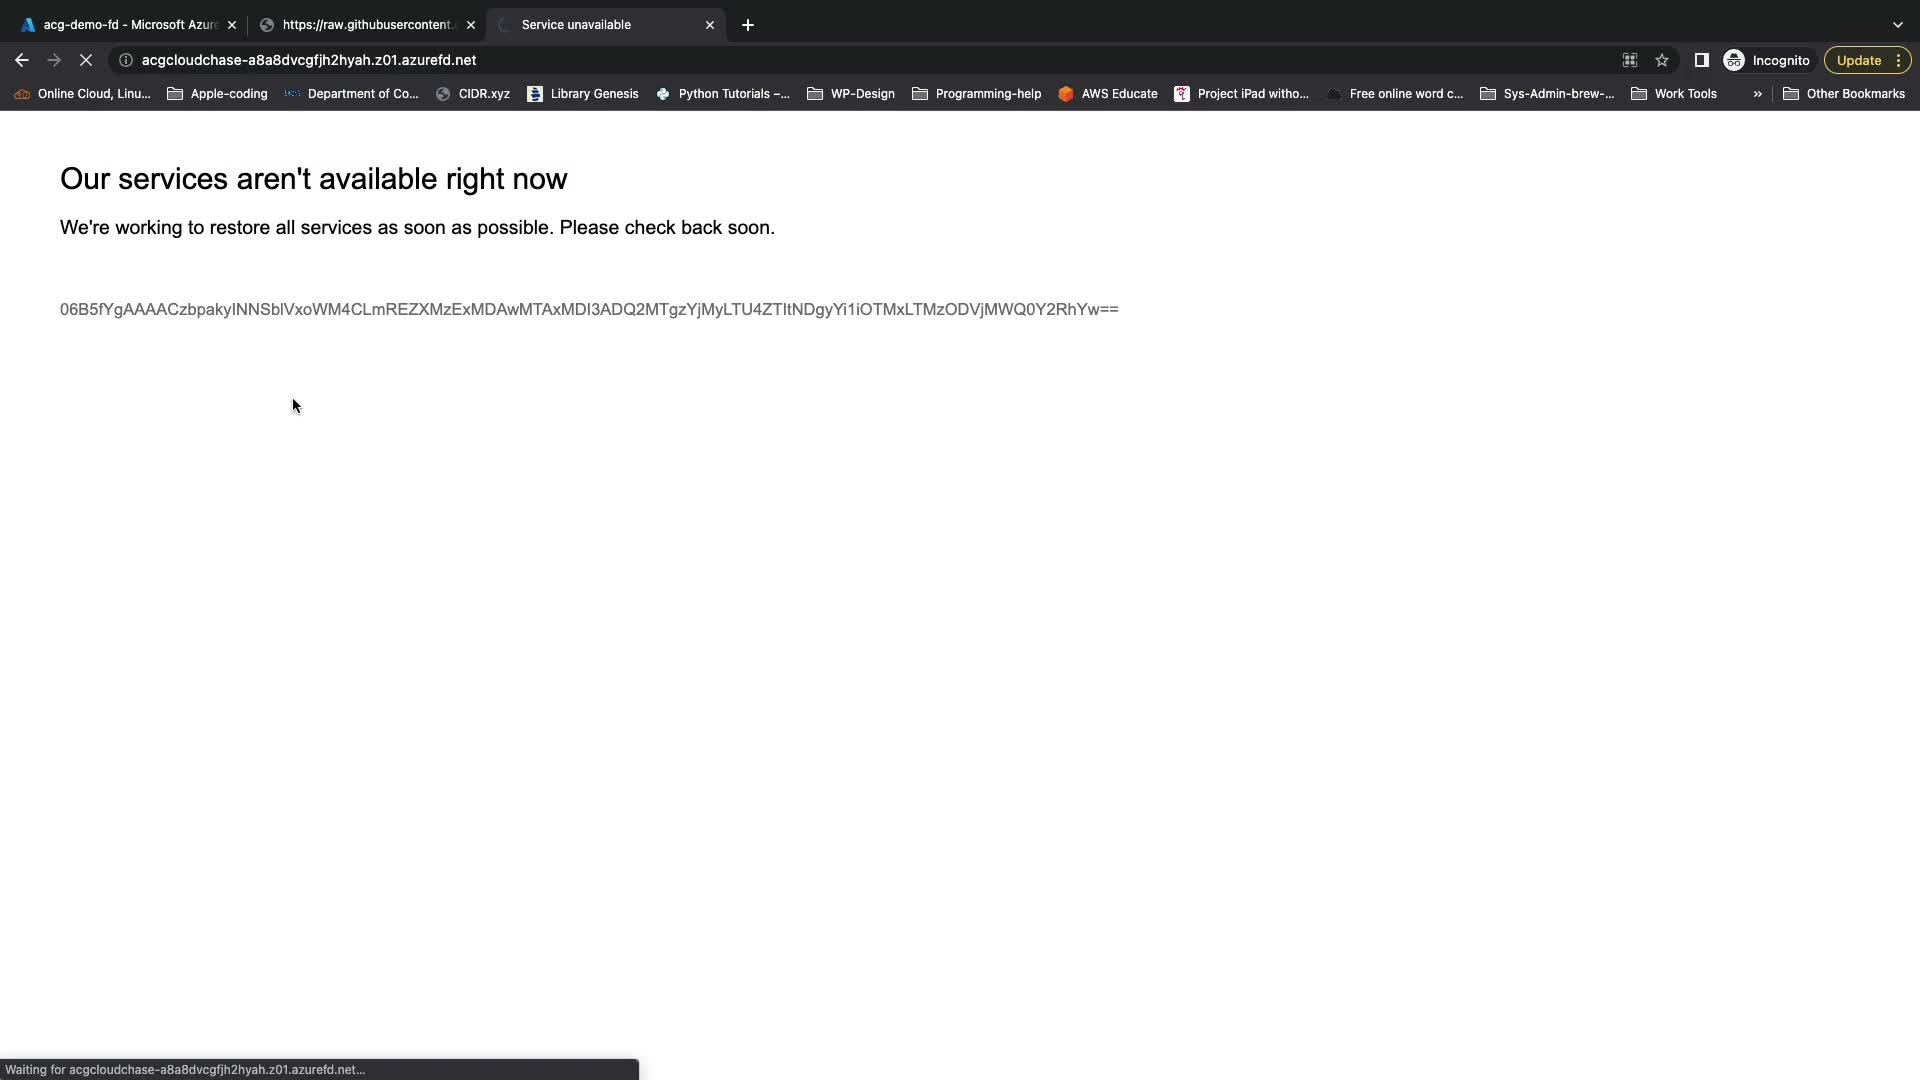 acg-demo-fd - Microsoft Azure
https://raw.githubusercontent.c
Service unavailable
acgcloudchase-a8a8dvcgfjh2hyah.z01.azurefd.net
Incognito
Update
Online Cloud, Linu...
Apple-coding
Department of Co...
CIDR.xyz
Library Genesis
Python Tutorials –...
WP-Design
Programming-help
AWS Educate
Project iPad witho...
Free online word c...
Sys-Admin-brew-...
Work Tools
»
Other Bookmarks
Our services aren't available right now
We're working to restore all services as soon as possible. Please check back soon.
06B5fYgAAAACzbpakyINNSblVxoWM4CLmREZXMzExMDAwMTAxMDI3ADQ2MTgzYjMyLTU4ZTItNDgyYi1iOTMxLTMzODVjMWQ0Y2RhYw==
Waiting for acgcloudchase-a8a8dvcgfjh2hyah.z01.azurefd.net...